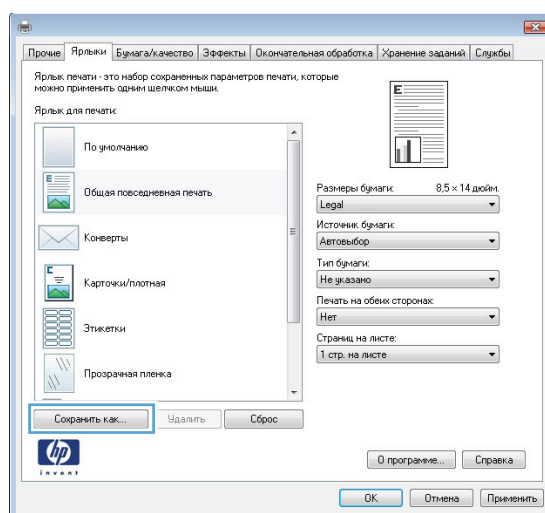 Прочие Ярлыки Бумага/качество Эффекты Окончательная обработка Хранение заданий Службы
Ярлык печати - это набор сохраненных параметров печати, которые
можно применить одним щелчком мыши.
Ярлык для печати:
По умолчанию
Общая повседневная печать
Конверты
Карточки/плотная
Этикетки
Прозрачная пленка
E
Размеры бумаги: 8,5 × 14 дюйм.
Legal
Источник бумаги:
Автовыбор
Тип бумаги:
Не указано
Печать на обеих сторонах:
Нет
Страниц на листе:
1 стр. на листе
Сохранить как... Удалить Сброс
hp
invent
О программе... Справка
OK Отмена Применить